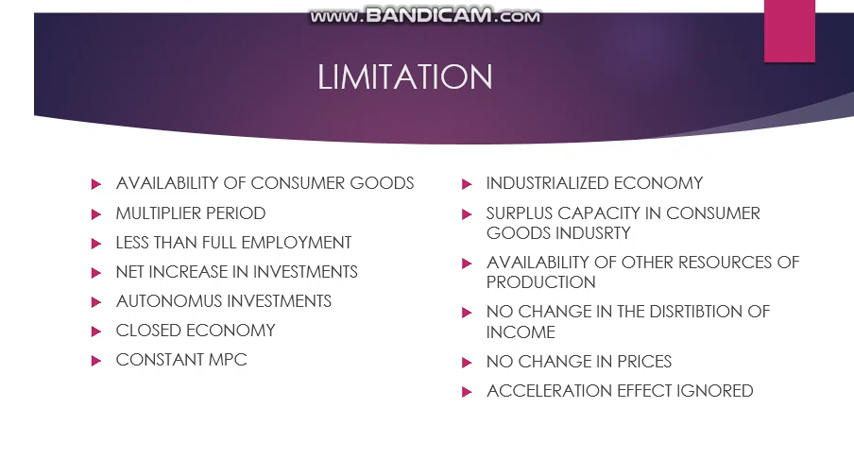 www.BANDICAM.com
LIMITATION
AVAILABILITY OF CONSUMER GOODS
MULTIPLIER PERIOD
LESS THAN FULL EMPLOYMENT
NET INCREASE IN INVESTMENTS
AUTONOMUS INVESTMENTS
CLOSED ECONOMY
CONSTANT MPC
INDUSTRIALIZED ECONOMY
SURPLUS CAPACITY IN CONSUMER
GOODS INDUSRTY
AVAILABILITY OF OTHER RESOURCES OF
PRODUCTION
NO CHANGE IN THE DISRTIBTION OF
INCOME
NO CHANGE IN PRICES
ACCELERATION EFFECT IGNORED